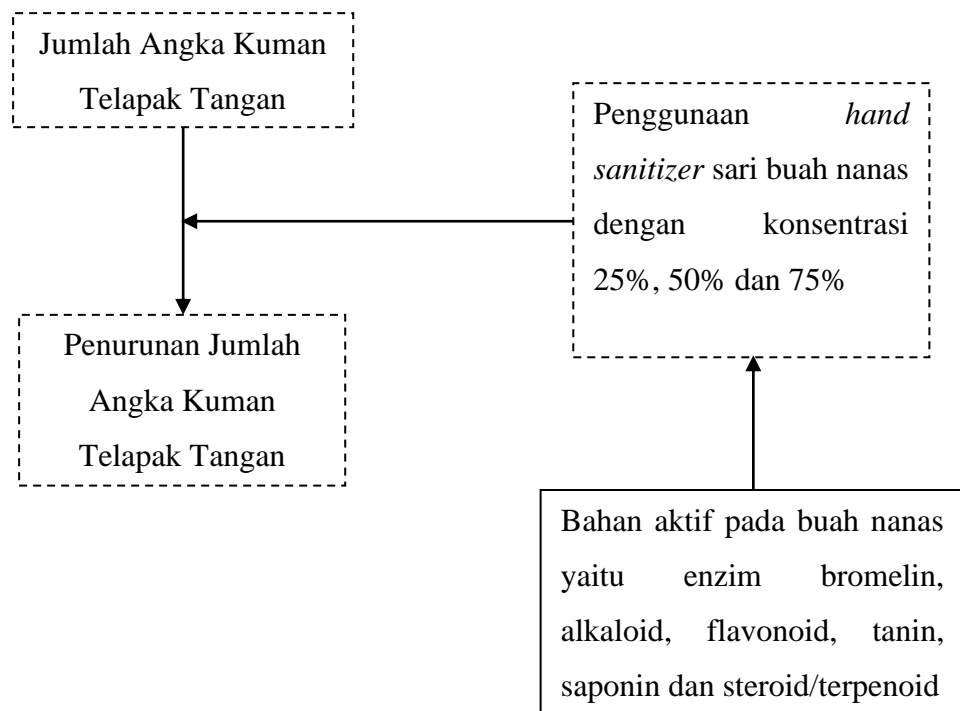 Jumlah Angka Kuman
Telapak Tangan
Penggunaan hand
sanitizer sari buah nanas
dengan konsentrasi
25%, 50% dan 75%
Penurunan Jumlah
Angka Kuman
Telapak Tangan
Bahan aktif pada buah nanas
yaitu enzim bromelin,
alkaloid, flavonoid, tanin,
saponin dan steroid/terpenoid